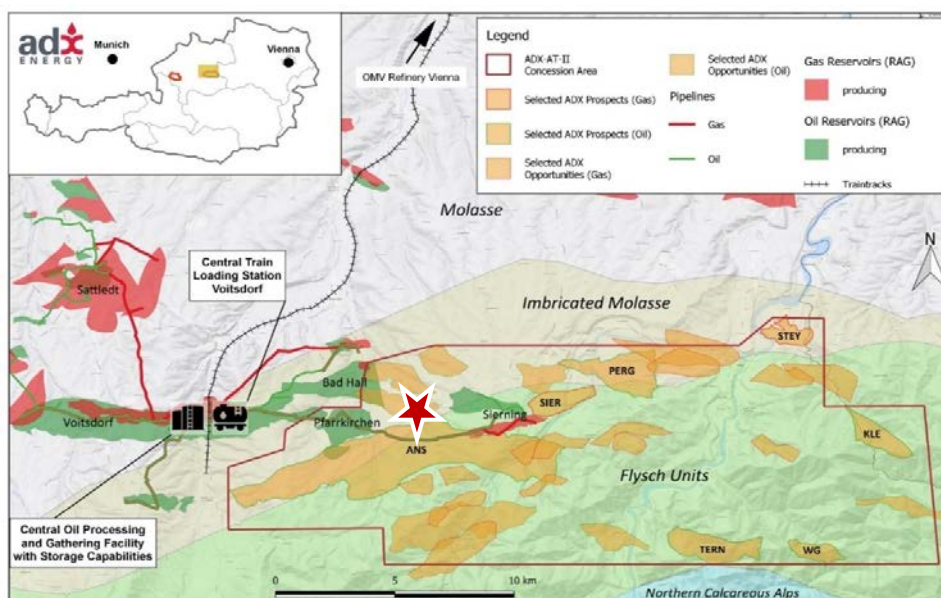 adx
ENERGY
Munich
Vienna
OMV Refinery Vienna
Legend
ADX-AT-II
Concession Area
Selected ADX Prospects (Gas)
Selected ADX Prospects (Oil)
Selected ADX
Opportunities (Gas)
Selected ADX
Opportunities (Oil)
Pipelines
Gas
Oil
Gas Reservoirs (RAG)
producing
Oil Reservoirs (RAG)
producing
Traintracks
Molasse
N
Central Train
Loading Station
Voitsdorf
Sattledt
Imbricated Molasse
STEY
PERG
Bad Hall
SIER
Voitsdorf
Pfarrkirchen
Sierning
KLE
ANS
Flysch Units
Central Oil Processing
and Gathering Facility
with Storage Capabilities
TERN
WG
0
5
10 km
Northern Calcareous Alps